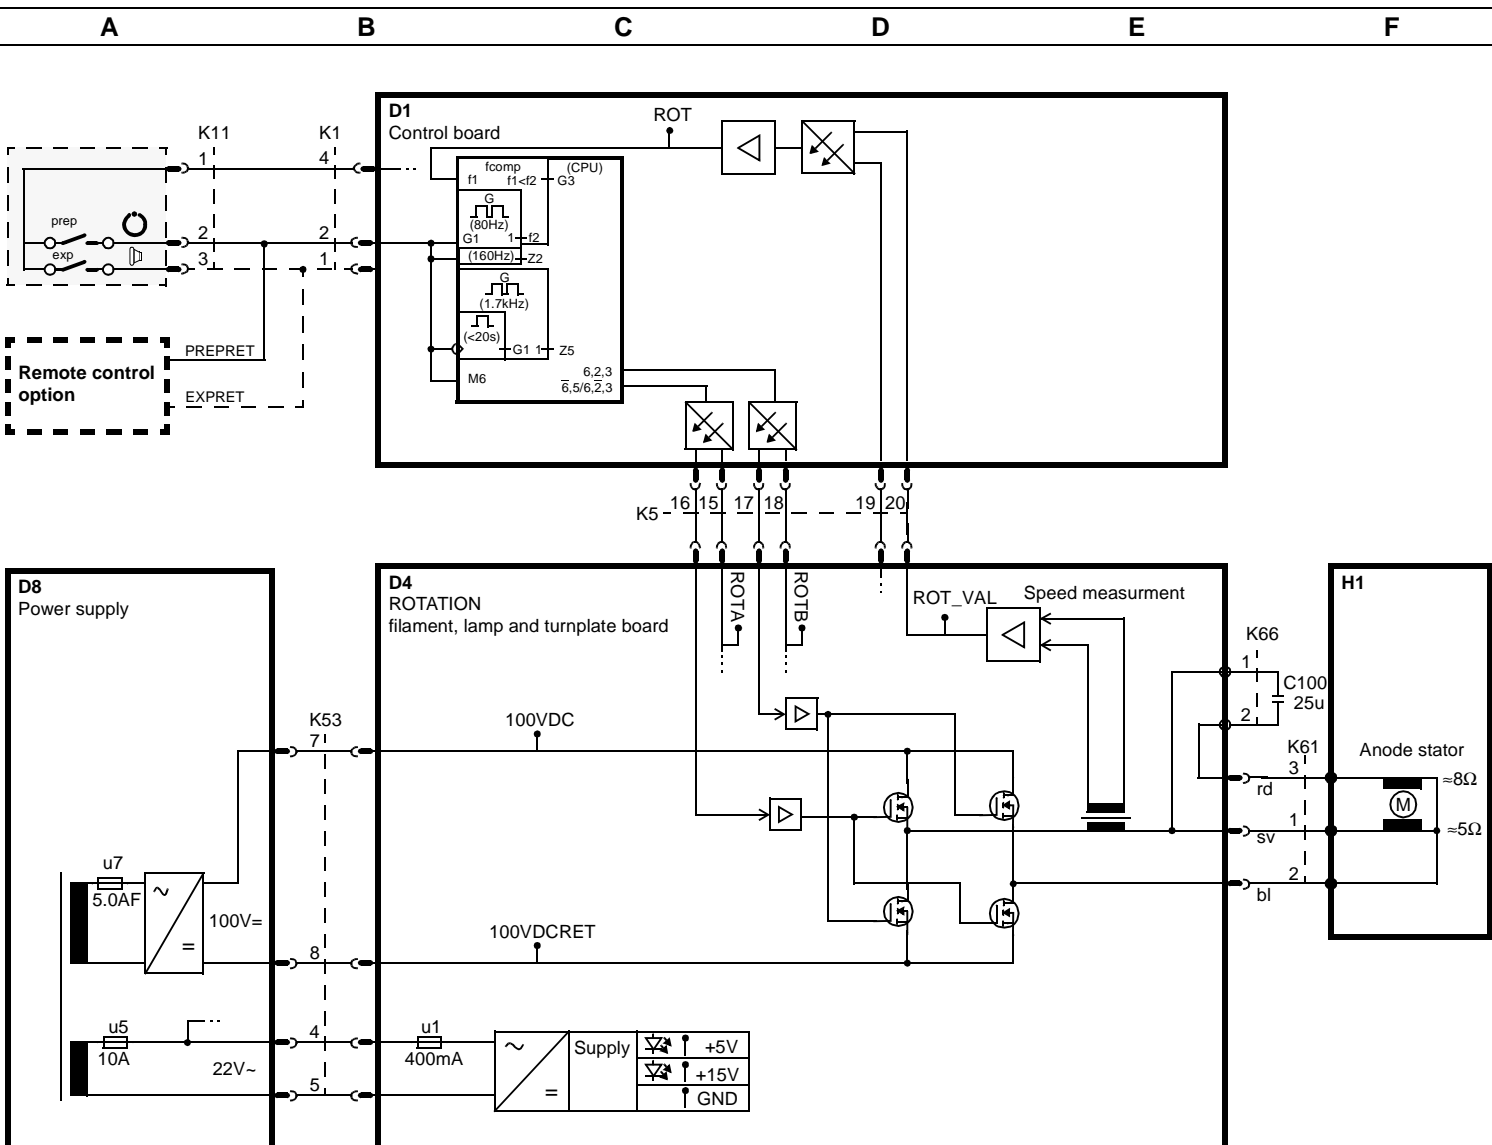 A B C D E F
D1
Control board
ROT
K11 K1
1 4
fcomp (CPU)
f1 f1<f2 G3
G
(80Hz)
G1 1 f2
(160Hz) Z2
G
(1.7kHz)
(<20s)
G1 1 Z5
M6
6,2,3
6̅,5/6,2̅,3
prep
2 2
exp
3 1
PREPRET
Remote control
option
EXPRET
K5 16 15 17 18 19 20
D8
Power supply
D4
ROTATION
filament, lamp and turnplate board
ROTA
ROTB
ROT_VAL
Speed measurment
H1
K66
1
C100
25u
2
K53
7
100VDC
K61
3
rd
Anode stator
≈8Ω
M
1
sv
≈5Ω
2
bl
u7
5.0AF
~
=
100V=
8
100VDCRET
u5
10A
22V~
4
5
u1
400mA
~
=
Supply
+5V
+15V
GND